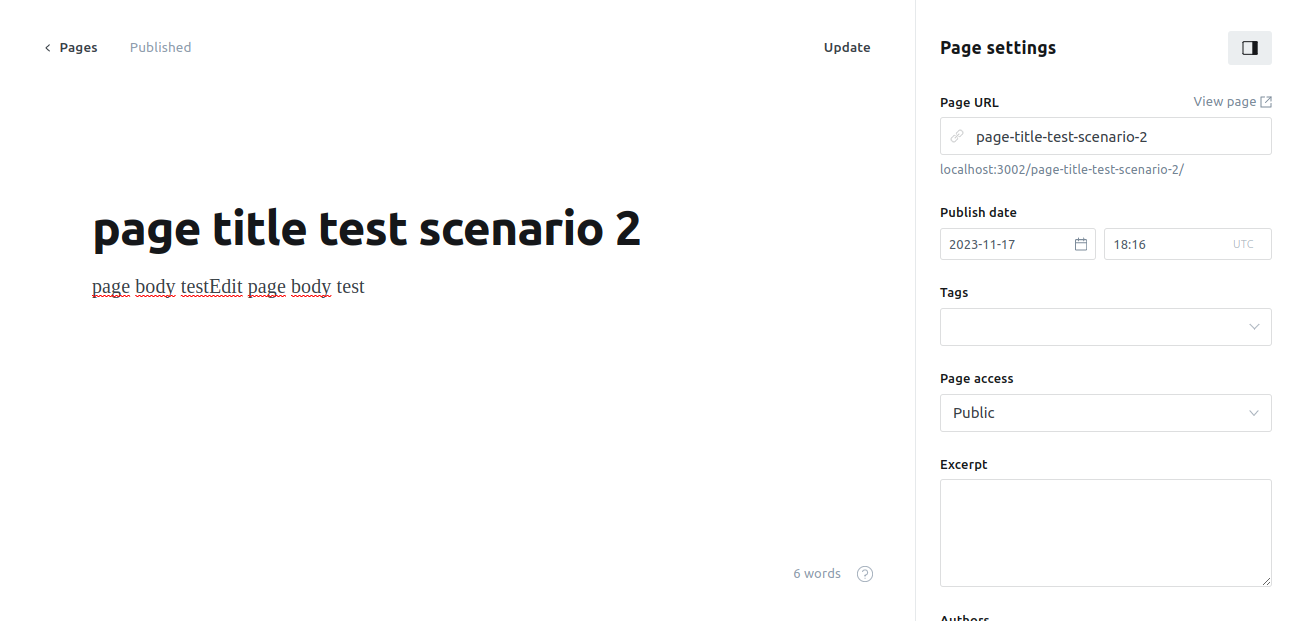 Pages
Published
Update
page title test scenario 2
page body testEdit page body test
6 words
?
Page settings
Page URL
View page
page-title-test-scenario-2
localhost:3002/page-title-test-scenario-2/
Publish date
2023-11-17
18:16
UTC
Tags
Page access
Public
Excerpt
Authors